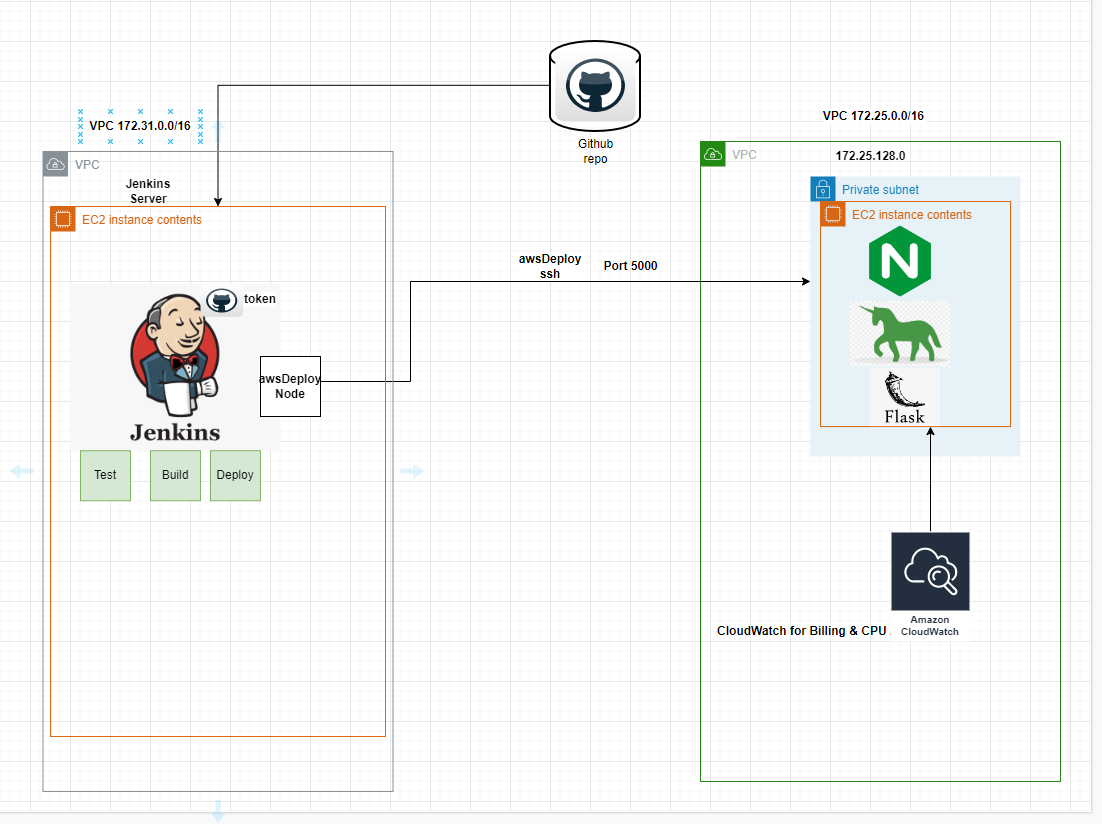 VPC 172.31.0.0/16
Github
repo
VPC 172.25.0.0/16
VPC
Jenkins
Server
EC2 instance contents
token
awsDeploy
Node
Jenkins
Test
Build
Deploy
awsDeploy
ssh
Port 5000
VPC
172.25.128.0
Private subnet
EC2 instance contents
N
Flask
CloudWatch for Billing & CPU
Amazon
CloudWatch